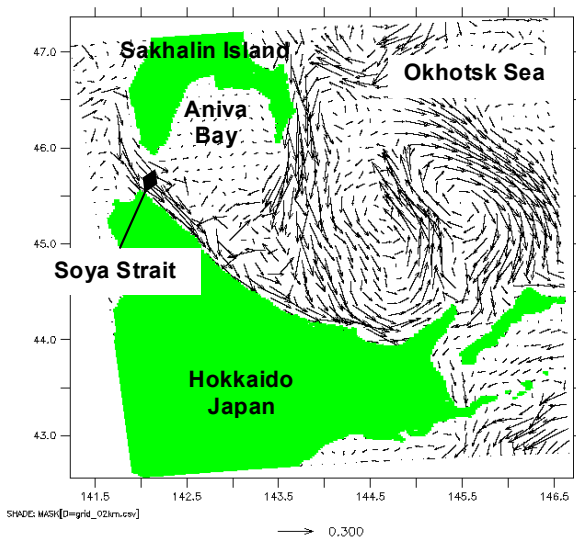 47.0
Sakhalin Island
Okhotsk Sea
Aniva
Bay
46.0
45.0
Soya Strait
44.0
Hokkaido
Japan
43.0
141.5 142.5 143.5 144.5 145.5 146.5
SHADE: MASK[D=grid_02km.csv]
0.300